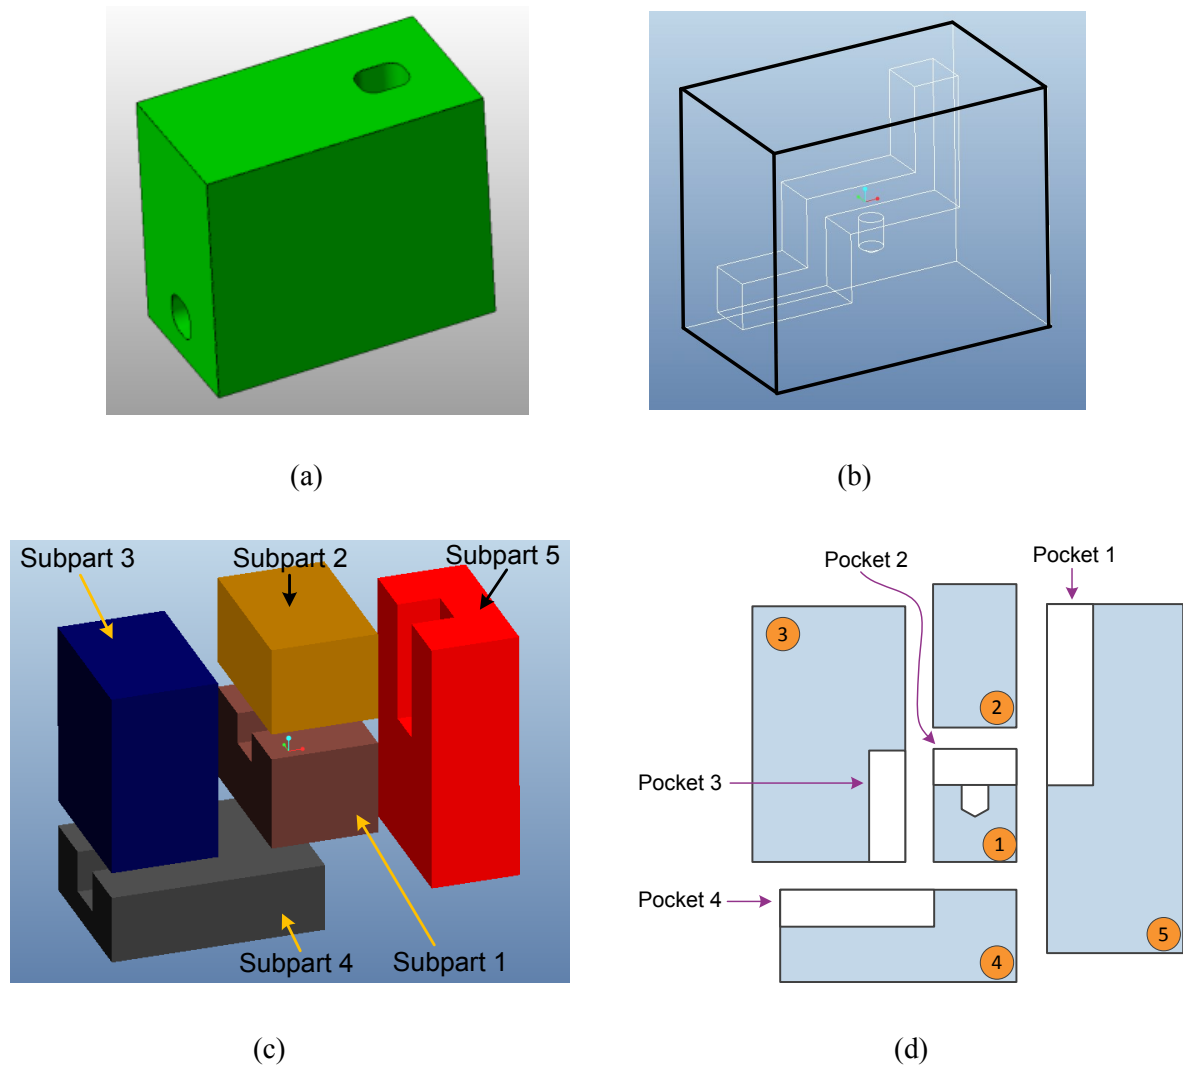 (a)
(b)
Subpart 3
Subpart 2
Subpart 5
Subpart 4
Subpart 1
Pocket 2
Pocket 1
3
2
Pocket 3
1
Pocket 4
5
4
(c)
(d)